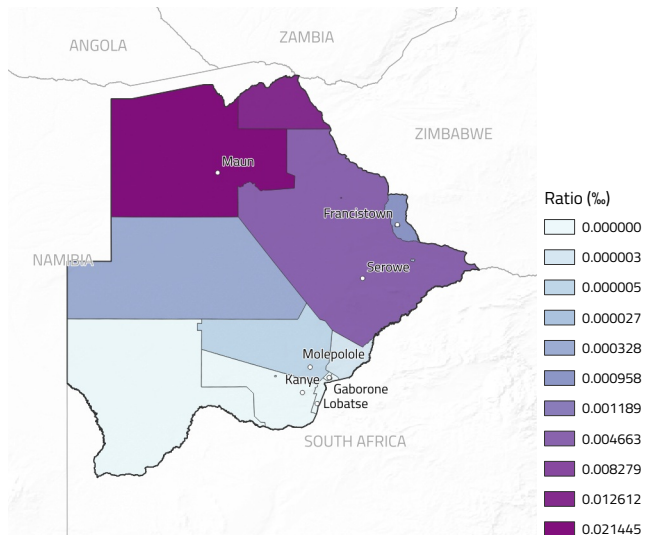 ANGOLA
ZAMBIA
ZIMBABWE
Maun
Francistown
NAMIBIA
Serowe
Molepolole
Kanye
Gaborone
Lobatse
SOUTH AFRICA
Ratio (‰)
0.000000
0.000003
0.000005
0.000027
0.000328
0.000958
0.001189
0.004663
0.008279
0.012612
0.021445